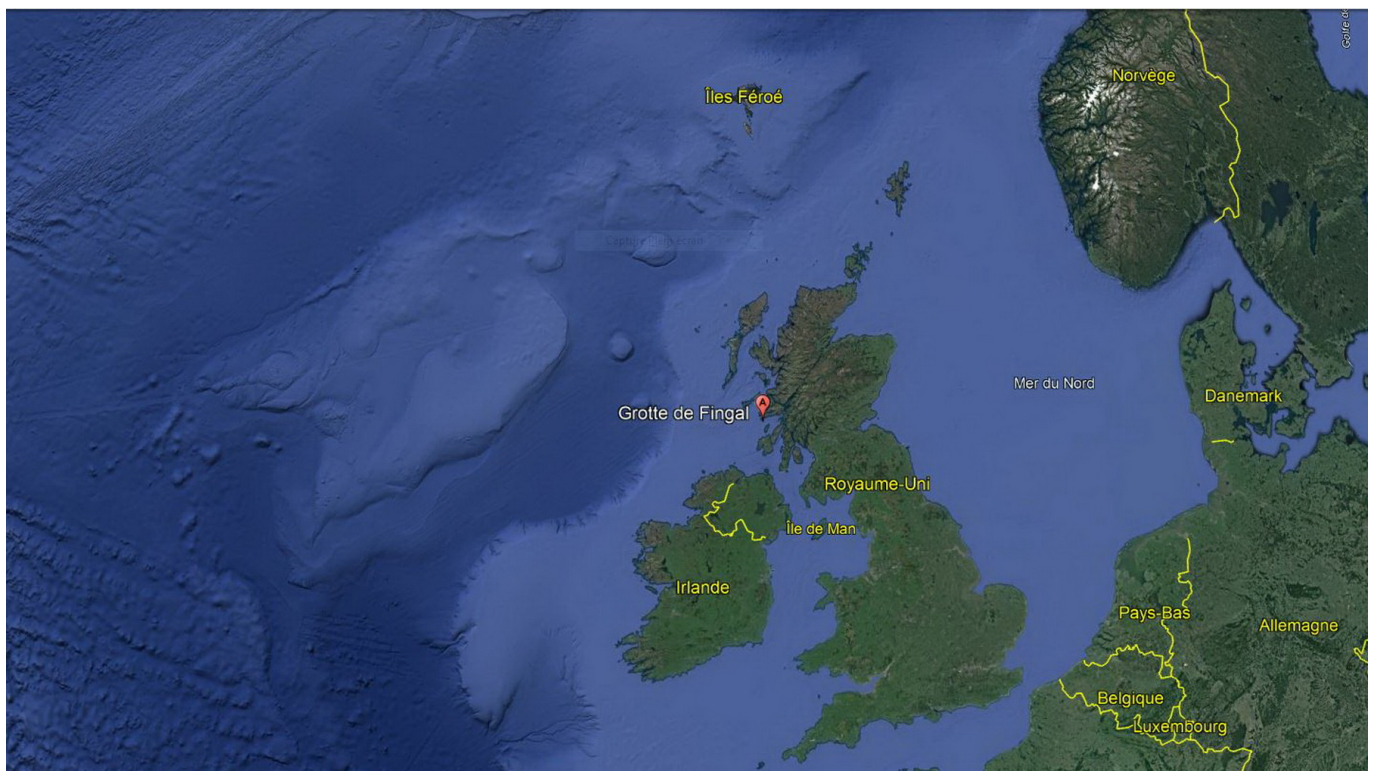 Norvège
Îles Féroé
Mer du Nord
Danemark
Grotte de Fingal
A
Royaume-Uni
Île de Man
Irlande
Pays-Bas
Allemagne
Belgique
Luxembourg